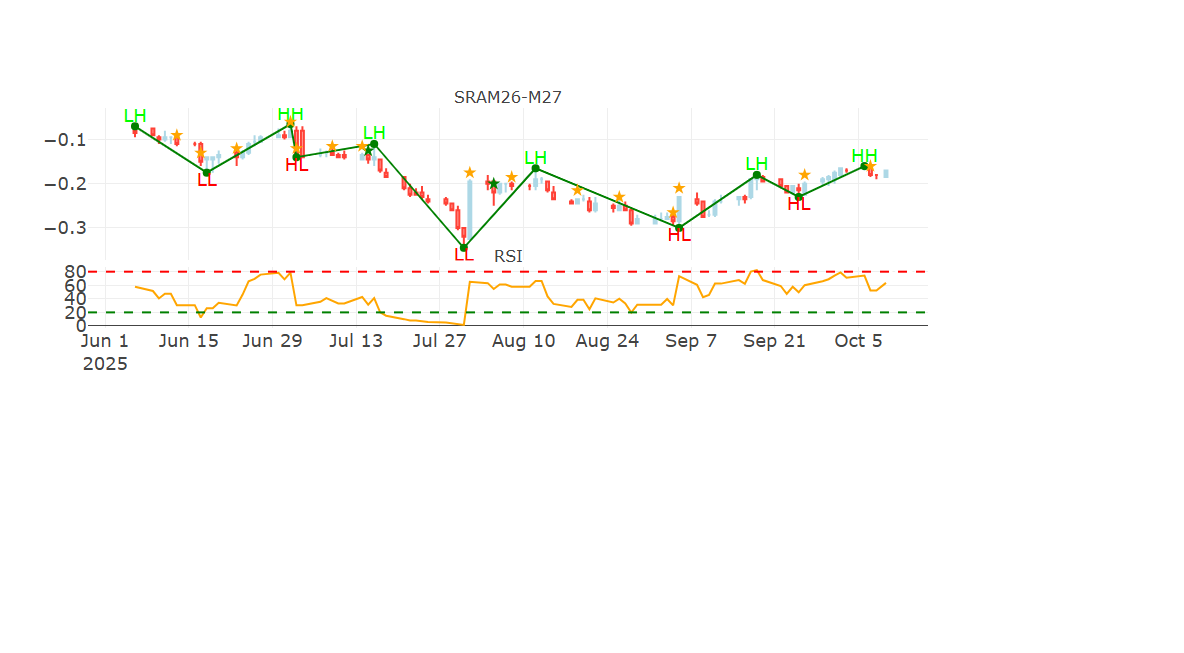 SRAM26-M27
LH
HH
LH
LH
LH
HH
−0.1
−0.2
−0.3
LL
HL
LL
HL
HL
RSI
80
60
40
20
0
Jun 1
2025
Jun 15
Jun 29
Jul 13
Jul 27
Aug 10
Aug 24
Sep 7
Sep 21
Oct 5